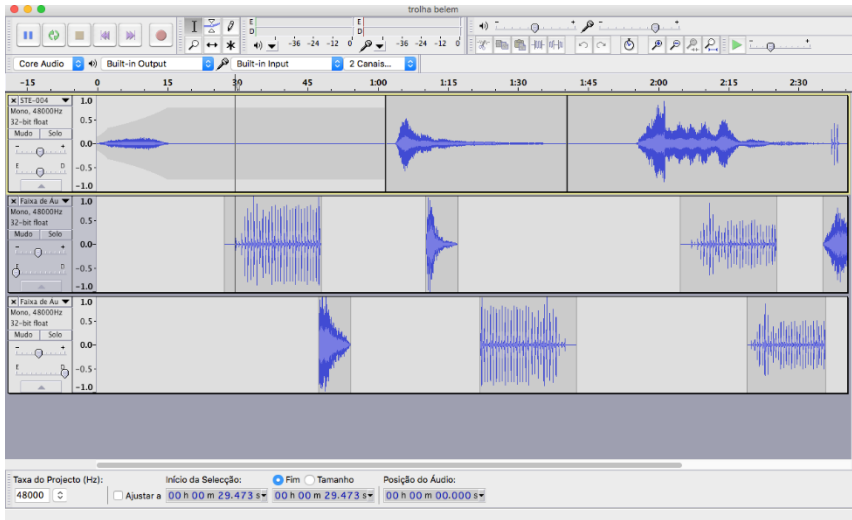 trolha belem
E
D
E
D
-36 -24 -12 0
-36 -24 -12 0
Core Audio
Built-in Output
Built-in Input
2 Canais...
-15 0 15 30 45 1:00 1:15 1:30 1:45 2:00 2:15 2:30
STE-004
Mono, 48000Hz
32-bit float
Mudo Solo
- +
E D
1.0
0.5
0.0
-0.5
-1.0
Faixa de Áu
Mono, 48000Hz
32-bit float
Mudo Solo
- +
E D
1.0
0.5
0.0
-0.5
-1.0
Faixa de Áu
Mono, 48000Hz
32-bit float
Mudo Solo
- +
E D
1.0
0.5
0.0
-0.5
-1.0
Taxa do Projecto (Hz): Início da Selecção: Fim Tamanho Posição do Áudio:
48000 Ajustar a 00 h 00 m 29.473 s 00 h 00 m 29.473 s 00 h 00 m 00.000 s